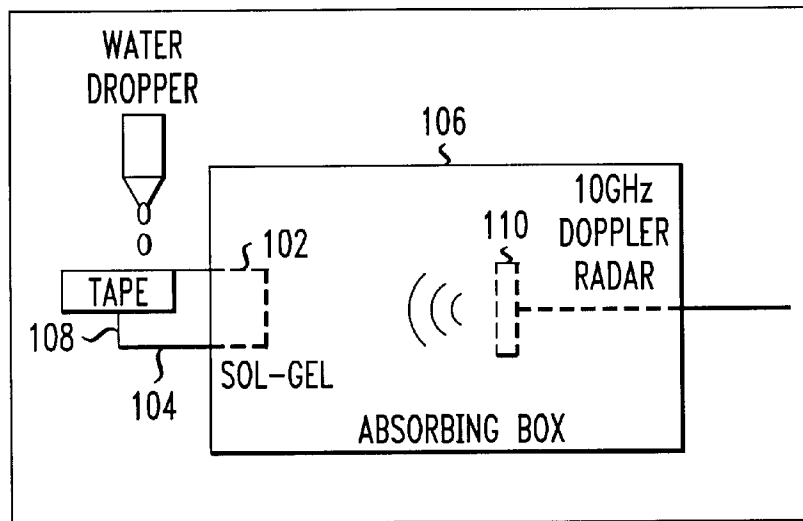 WATER
DROPPER
106
10GHz
DOPPLER
RADAR
110
102
TAPE
108
104
SOL-GEL
ABSORBING BOX